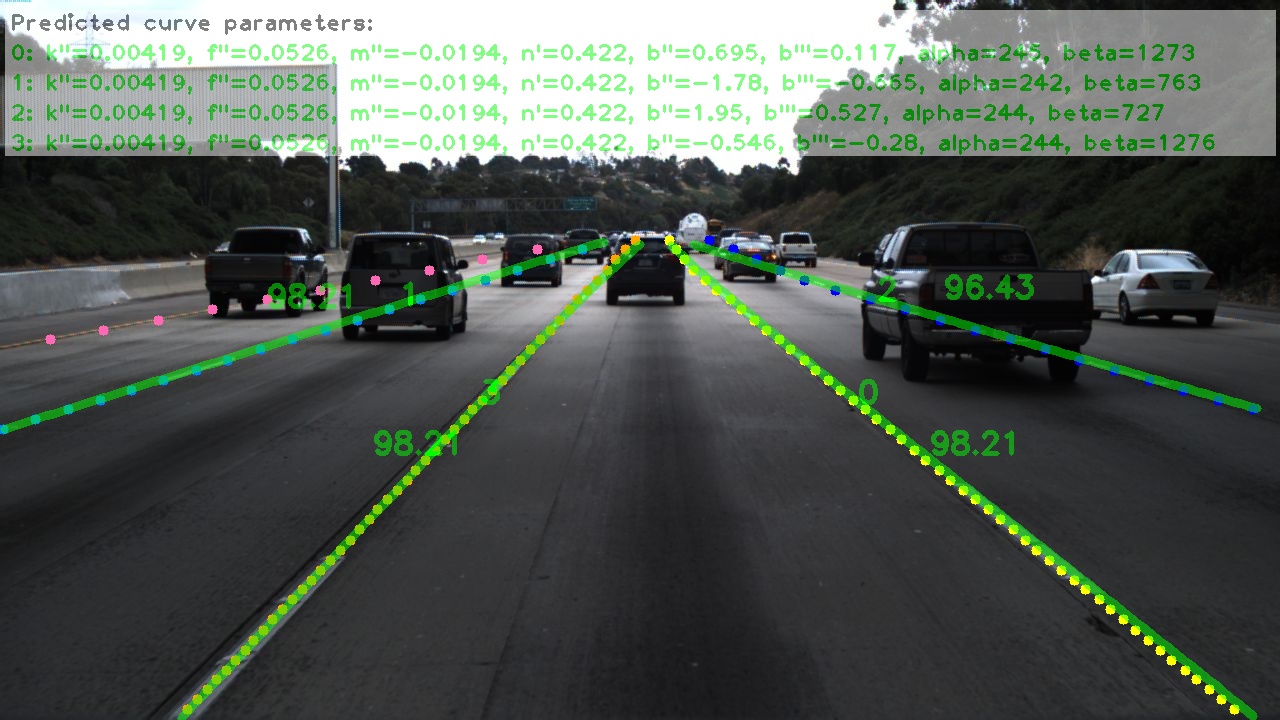 Predicted curve parameters:
0: k''=0.00419, f''=0.0526, m''=-0.0194, n'=0.422, b''=0.695, b'''=0.117, alpha=245, beta=1273
1: k''=0.00419, f''=0.0526, m''=-0.0194, n'=0.422, b''=-1.78, b'''=-0.665, alpha=242, beta=763
2: k''=0.00419, f''=0.0526, m''=-0.0194, n'=0.422, b''=1.95, b'''=0.527, alpha=244, beta=727
3: k''=0.00419, f''=0.0526, m''=-0.0194, n'=0.422, b''=-0.546, b'''=-0.28, alpha=244, beta=1276
98.21 1
2 96.43
3
0
98.21
98.21